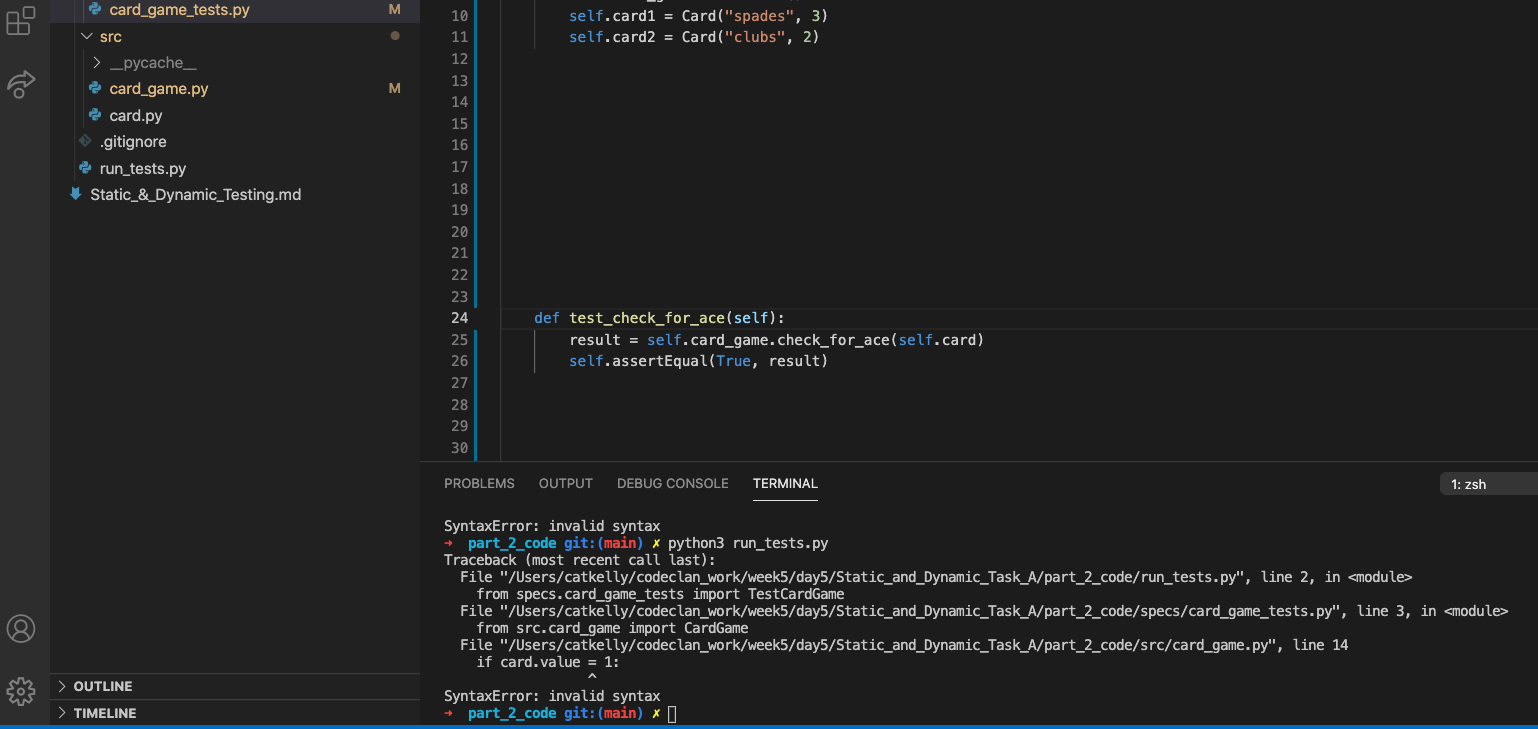 card_game_tests.py M
src
__pycache__
card_game.py M
card.py
.gitignore
run_tests.py
Static_&_Dynamic_Testing.md
OUTLINE
TIMELINE
10 self.card1 = Card("spades", 3)
11 self.card2 = Card("clubs", 2)
12
13
14
15
16
17
18
19
20
21
22
23
24 def test_check_for_ace(self):
25 result = self.card_game.check_for_ace(self.card)
26 self.assertEqual(True, result)
27
28
29
30
PROBLEMS OUTPUT DEBUG CONSOLE TERMINAL 1: zsh
SyntaxError: invalid syntax
→ part_2_code git:(main) ✗ python3 run_tests.py
Traceback (most recent call last):
File "/Users/catkelly/codeclan_work/week5/day5/Static_and_Dynamic_Task_A/part_2_code/run_tests.py", line 2, in <module>
from specs.card_game_tests import TestCardGame
File "/Users/catkelly/codeclan_work/week5/day5/Static_and_Dynamic_Task_A/part_2_code/specs/card_game_tests.py", line 3, in <module>
from src.card_game import CardGame
File "/Users/catkelly/codeclan_work/week5/day5/Static_and_Dynamic_Task_A/part_2_code/src/card_game.py", line 14
if card.value = 1:
^
SyntaxError: invalid syntax
→ part_2_code git:(main) ✗